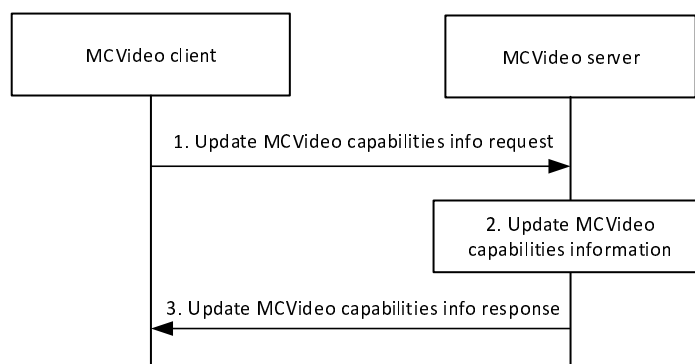 MCVideo client
MCVideo server
1. Update MCVideo capabilities info request
2. Update MCVideo
capabilities information
3. Update MCVideo capabilities info response